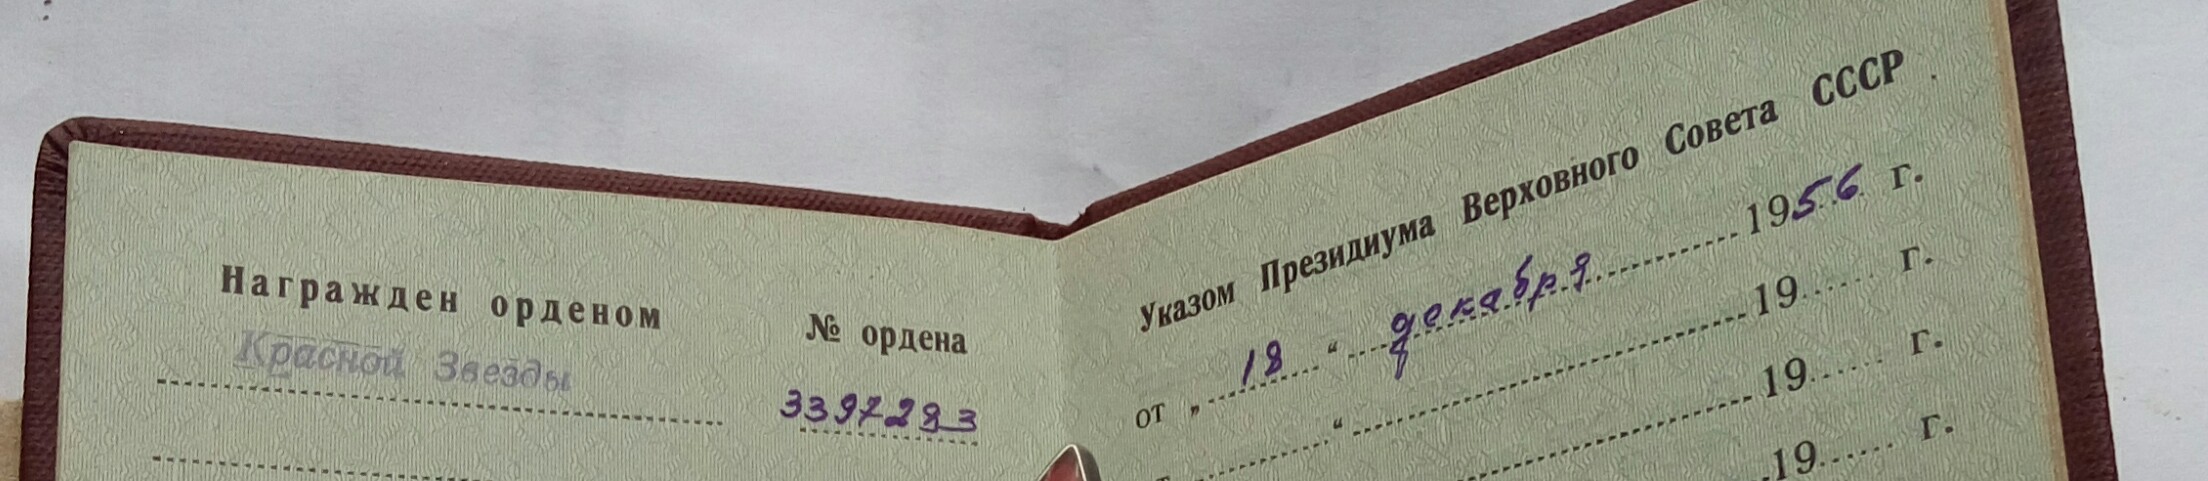 Награжден орденом
Красной Звезды
№ ордена
3397283
Указом Президиума Верховного Совета СССР
от „ 18 “ декабря 1956 г.
“ 19 г.
19 г.
19 г.